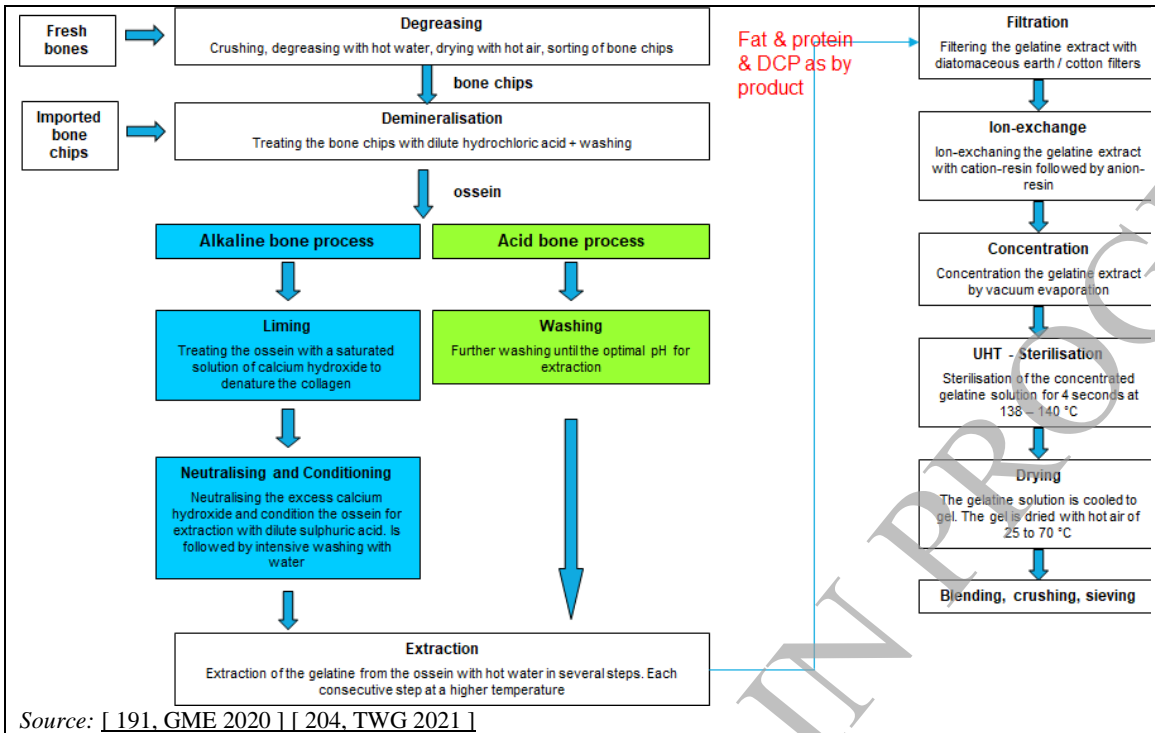 Fresh
bones
Degreasing
Crushing, degreasing with hot water, drying with hot air, sorting of bone chips
bone chips
Imported
bone
chips
Demineralisation
Treating the bone chips with dilute hydrochloric acid + washing
ossein
Alkaline bone process
Acid bone process
Liming
Treating the ossein with a saturated
solution of calcium hydroxide to
denature the collagen
Washing
Further washing until the optimal pH for
extraction
Neutralising and Conditioning
Neutralising the excess calcium
hydroxide and condition the ossein for
extraction with dilute sulphuric acid. Is
followed by intensive washing with
water
Extraction
Extraction of the gelatine from the ossein with hot water in several steps. Each
consecutive step at a higher temperature
Fat & protein
& DCP as by
product
Filtration
Filtering the gelatine extract with
diatomaceous earth / cotton filters
Ion-exchange
Ion-exchaning the gelatine extract
with cation-resin followed by anion-
resin
Concentration
Concentration the gelatine extract
by vacuum evaporation
UHT - Sterilisation
Sterilisation of the concentrated
gelatine solution for 4 seconds at
138 – 140 °C
Drying
The gelatine solution is cooled to
gel. The gel is dried with hot air of
25 to 70 °C
Blending, crushing, sieving
Source: [ 191, GME 2020 ] [ 204, TWG 2021 ]
IN PROG